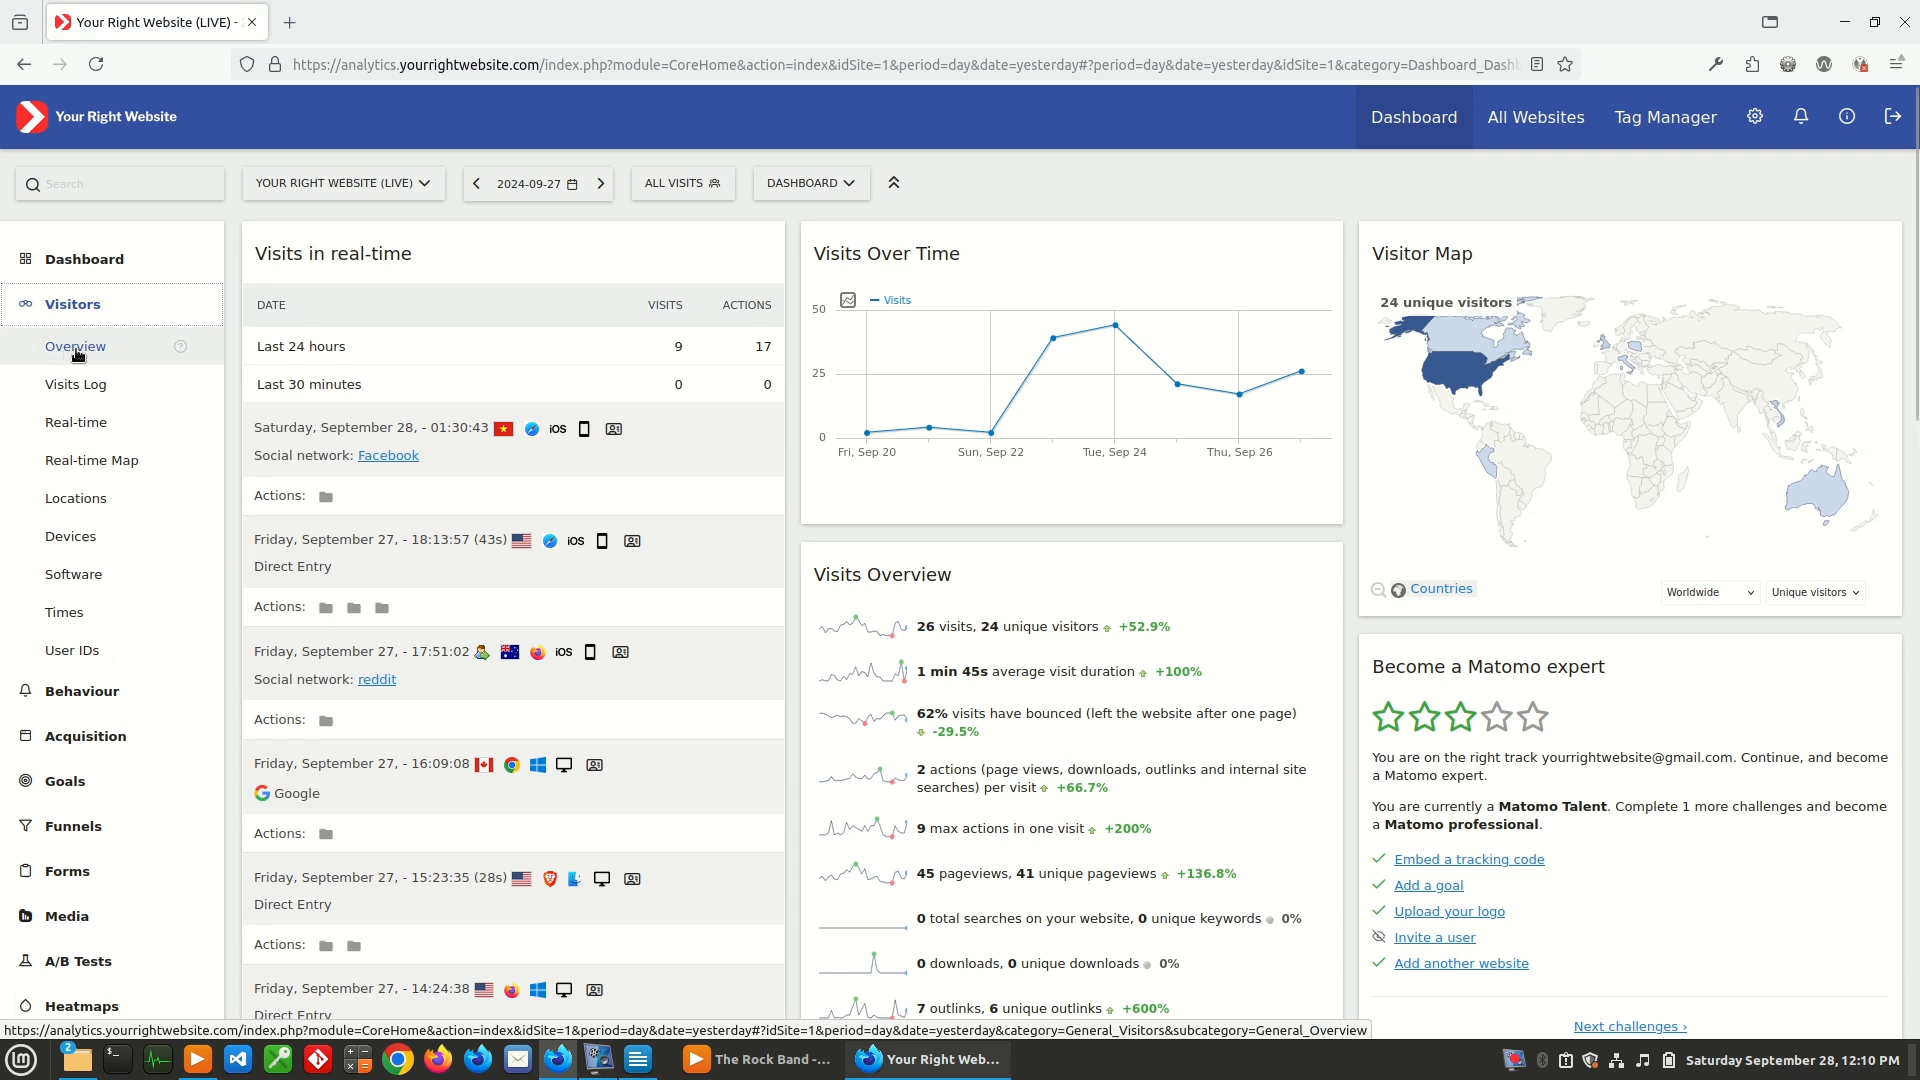 Your Right Website (LIVE) -
https://analytics.yourrightwebsite.com/index.php?module=CoreHome&action=index&idSite=1&period=day&date=yesterday#?period=day&date=yesterday&idSite=1&category=Dashboard_Dashb
Your Right Website
Dashboard
All Websites
Tag Manager
Search
YOUR RIGHT WEBSITE (LIVE)
2024-09-27
ALL VISITS
DASHBOARD
Dashboard
Visitors
Overview
Visits Log
Real-time
Real-time Map
Locations
Devices
Software
Times
User IDs
Behaviour
Acquisition
Goals
Funnels
Forms
Media
A/B Tests
Heatmaps
Visits in real-time
DATE VISITS ACTIONS
Last 24 hours 9 17
Last 30 minutes 0 0
Saturday, September 28, - 01:30:43 iOS
Social network: Facebook
Actions:
Friday, September 27, - 18:13:57 (43s) iOS
Direct Entry
Actions:
Friday, September 27, - 17:51:02 iOS
Social network: reddit
Actions:
Friday, September 27, - 16:09:08
Google
Actions:
Friday, September 27, - 15:23:35 (28s)
Direct Entry
Actions:
Friday, September 27, - 14:24:38
Direct Entry
Visits Over Time
Visits
50
25
0
Fri, Sep 20 Sun, Sep 22 Tue, Sep 24 Thu, Sep 26
Visits Overview
26 visits, 24 unique visitors +52.9%
1 min 45s average visit duration +100%
62% visits have bounced (left the website after one page)
-29.5%
2 actions (page views, downloads, outlinks and internal site
searches) per visit +66.7%
9 max actions in one visit +200%
45 pageviews, 41 unique pageviews +136.8%
0 total searches on your website, 0 unique keywords 0%
0 downloads, 0 unique downloads 0%
7 outlinks, 6 unique outlinks +600%
Visitor Map
24 unique visitors
Countries
Worldwide
Unique visitors
Become a Matomo expert
You are on the right track yourrightwebsite@gmail.com. Continue, and become
a Matomo expert.
You are currently a Matomo Talent. Complete 1 more challenges and become
a Matomo professional.
Embed a tracking code
Add a goal
Upload your logo
Invite a user
Add another website
Next challenges ›
https://analytics.yourrightwebsite.com/index.php?module=CoreHome&action=index&idSite=1&period=day&date=yesterday#?idSite=1&period=day&date=yesterday&category=General_Visitors&subcategory=General_Overview
2
The Rock Band -...
Your Right Web...
Saturday September 28, 12:10 PM